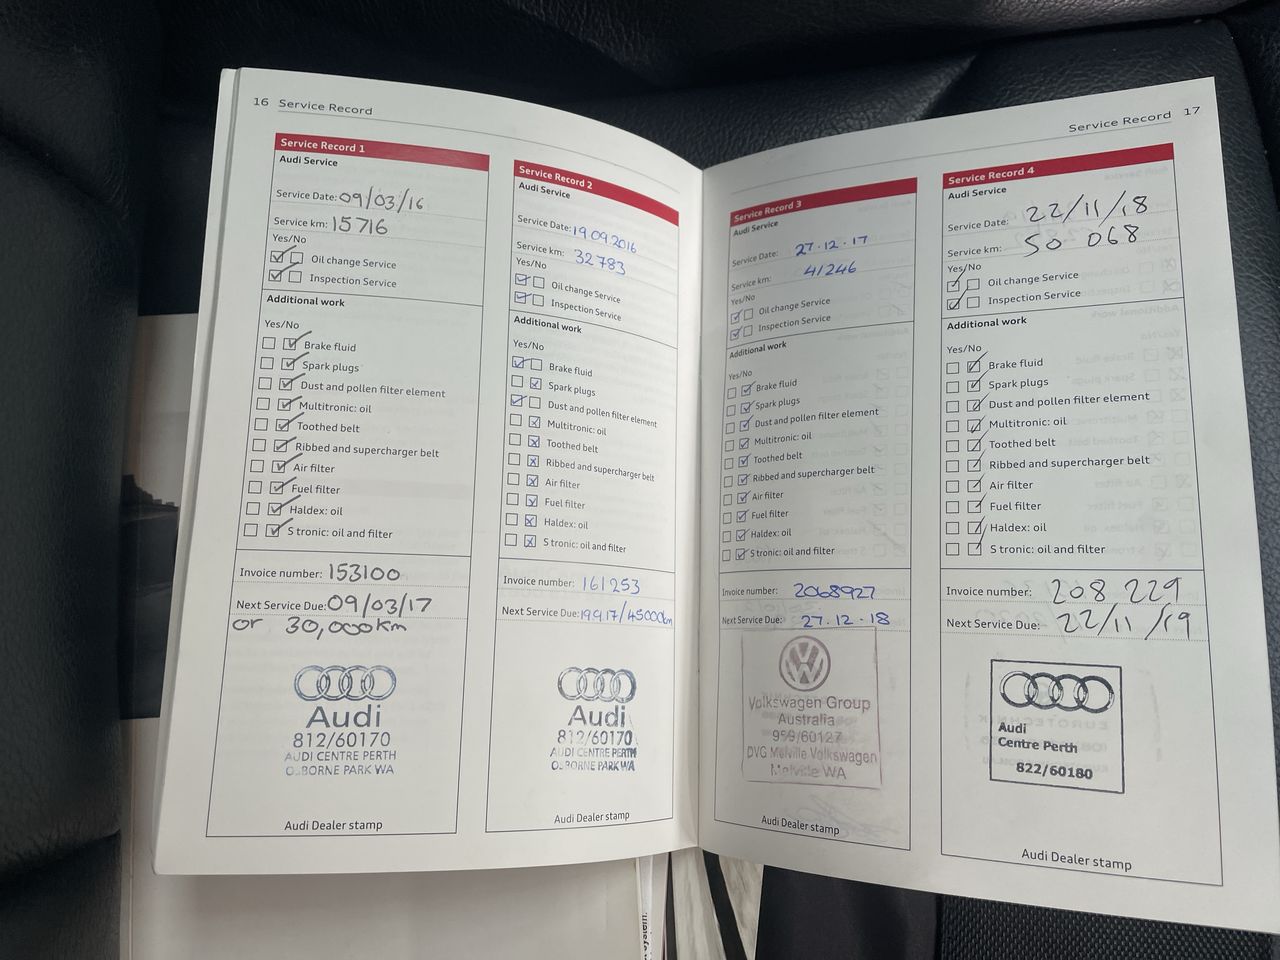 16 Service Record
Service Record 1
Audi Service
Service Date: 09/03/16
Service km: 15716
Yes/No
Oil change Service
Inspection Service
Additional work
Yes/No
Brake fluid
Spark plugs
Dust and pollen filter element
Multitronic: oil
Toothed belt
Ribbed and supercharger belt
Air filter
Fuel filter
Haldex: oil
S tronic: oil and filter
Invoice number: 153100
Next Service Due: 09/03/17
or 30,000km
Audi
812/60170
AUDI CENTRE PERTH
OSBORNE PARK WA
Audi Dealer stamp
Service Record 2
Audi Service
Service Date: 19.09.2016
Service km: 32783
Yes/No
Oil change Service
Inspection Service
Additional work
Yes/No
Brake fluid
Spark plugs
Dust and pollen filter element
Multitronic: oil
Toothed belt
Ribbed and supercharger belt
Air filter
Fuel filter
Haldex: oil
S tronic: oil and filter
Invoice number: 161253
Next Service Due: 19.9.17/45000km
Audi
812/60170
AUDI CENTRE PERTH
OSBORNE PARK WA
Audi Dealer stamp
Service Record 17
Service Record 3
Audi Service
Service Date: 27.12.17
Service km: 41246
Yes/No
Oil change Service
Inspection Service
Additional work
Yes/No
Brake fluid
Spark plugs
Dust and pollen filter element
Multitronic: oil
Toothed belt
Ribbed and supercharger belt
Air filter
Fuel filter
Haldex: oil
S tronic: oil and filter
Invoice number: 2068927
Next Service Due: 27.12.18
Volkswagen Group
Australia
959/60127
DVG Melville Volkswagen
Melville WA
Audi Dealer stamp
Service Record 4
Audi Service
Service Date: 22/11/18
Service km: 50 068
Yes/No
Oil change Service
Inspection Service
Additional work
Yes/No
Brake fluid
Spark plugs
Dust and pollen filter element
Multitronic: oil
Toothed belt
Ribbed and supercharger belt
Air filter
Fuel filter
Haldex: oil
S tronic: oil and filter
Invoice number: 208 229
Next Service Due: 22/11/19
Audi
Centre Perth
822/60180
Audi Dealer stamp